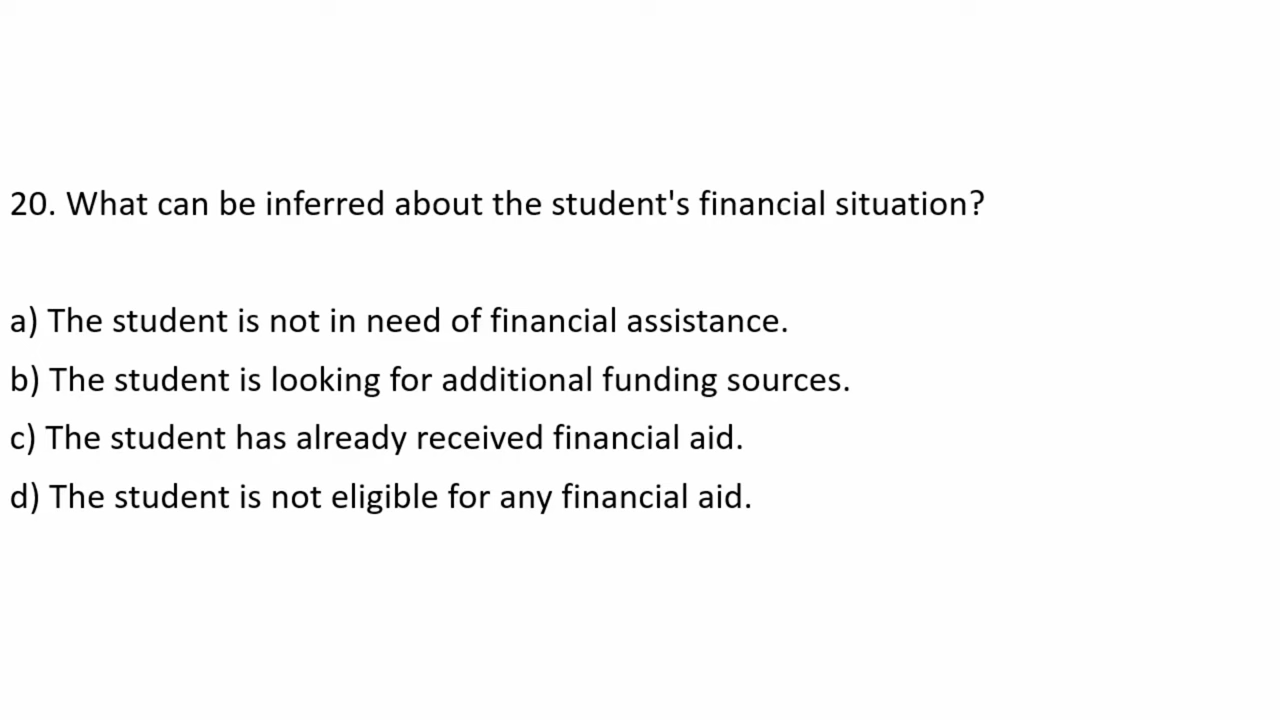 20. What can be inferred about the student's financial situation?
a) The student is not in need of financial assistance.
b) The student is looking for additional funding sources.
c) The student has already received financial aid.
d) The student is not eligible for any financial aid.